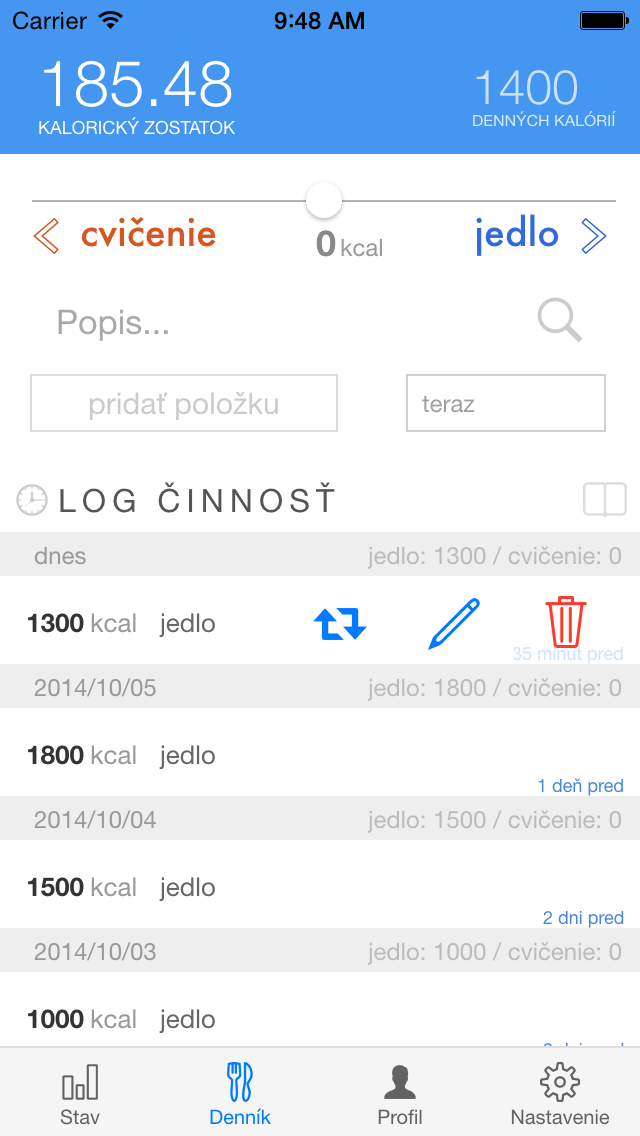 Carrier 9:48 AM
185.48 1400
KALORICKÝ ZOSTATOK DENNÝCH KALÓRIÍ
cvičenie 0 kcal jedlo
Popis...
pridať položku teraz
LOG ČINNOSŤ
dnes jedlo: 1300 / cvičenie: 0
1300 kcal jedlo
35 minút pred
2014/10/05 jedlo: 1800 / cvičenie: 0
1800 kcal jedlo
1 deň pred
2014/10/04 jedlo: 1500 / cvičenie: 0
1500 kcal jedlo
2 dni pred
2014/10/03 jedlo: 1000 / cvičenie: 0
1000 kcal jedlo
Stav Denník Profil Nastavenie